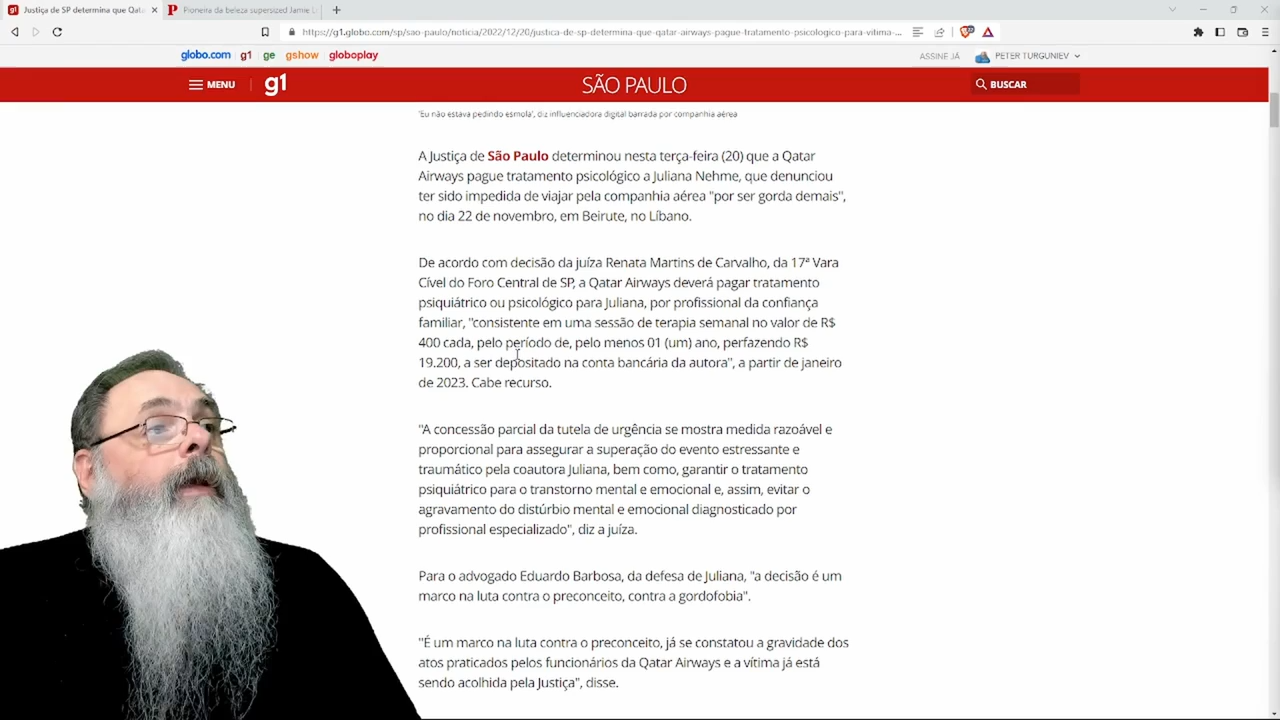 Justiça de SP determina que Qata
Pioneira da beleza supersized Jamie L
https://g1.globo.com/sp/sao-paulo/noticia/2022/12/20/justica-de-sp-determina-que-qatar-airways-pague-tratamento-psicologico-para-vitima-...
globo.com g1 ge gshow globoplay
ASSINE JÁ
PETER TURGUNIEV
MENU
g1
SÃO PAULO
BUSCAR
'Eu não estava pedindo esmola', diz influenciadora digital barrada por companhia aérea
A Justiça de São Paulo determinou nesta terça-feira (20) que a Qatar
Airways pague tratamento psicológico a Juliana Nehme, que denunciou
ter sido impedida de viajar pela companhia aérea "por ser gorda demais",
no dia 22 de novembro, em Beirute, no Líbano.
De acordo com decisão da juíza Renata Martins de Carvalho, da 17ª Vara
Cível do Foro Central de SP, a Qatar Airways deverá pagar tratamento
psiquiátrico ou psicológico para Juliana, por profissional da confiança
familiar, "consistente em uma sessão de terapia semanal no valor de R$
400 cada, pelo período de, pelo menos 01 (um) ano, perfazendo R$
19.200, a ser depositado na conta bancária da autora", a partir de janeiro
de 2023. Cabe recurso.
"A concessão parcial da tutela de urgência se mostra medida razoável e
proporcional para assegurar a superação do evento estressante e
traumático pela coautora Juliana, bem como, garantir o tratamento
psiquiátrico para o transtorno mental e emocional e, assim, evitar o
agravamento do distúrbio mental e emocional diagnosticado por
profissional especializado", diz a juíza.
Para o advogado Eduardo Barbosa, da defesa de Juliana, "a decisão é um
marco na luta contra o preconceito, contra a gordofobia".
"É um marco na luta contra o preconceito, já se constatou a gravidade dos
atos praticados pelos funcionários da Qatar Airways e a vítima já está
sendo acolhida pela Justiça", disse.